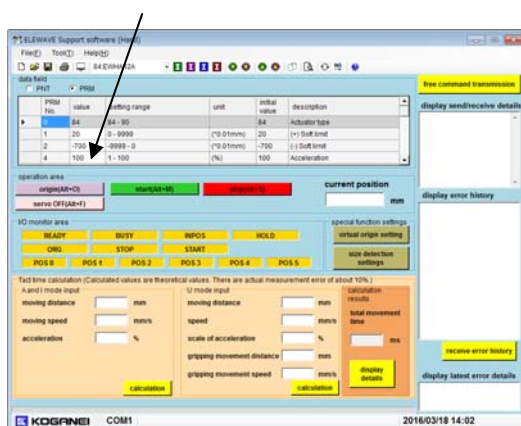 ELEWAVE Support software (Hand)
File(F) Tool(T) Help(H)
84:EWHA52A
data field
PNT PRM
PRM No. value setting range unit initial value description
0 84 84 - 90 84 Actuator type
1 20 0 - 9999 (*0.01mm) 20 (+) Soft limit
2 -700 -9999 - 0 (*0.01mm) -700 (-) Soft limit
4 100 1 - 100 (%) 100 Acceleration
free command transmission
display send/receive details
operation area
origin(Alt+O) start(Alt+M)
servo OFF(Alt+F)
current position
mm
display error history
I/O monitor area
READY BUSY INPOS HOLD
ORG STOP START
POS 0 POS 1 POS 2 POS 3 POS 4 POS 5
special function settings
virtual origin setting
size detection settings
Tact time calculation (Calculated values are theoretical values. There are actual measurement error of about 10%.)
A and I mode input
moving distance mm
moving speed mm/s
acceleration %
calculation
U mode input
moving distance mm
speed mm/s
scale of acceleration %
gripping movement distance mm
gripping movement speed mm/s
calculation
calculation results
total movement time
ms
display details
receive error history
display latest error details
KOGANEI COM1 2016/03/18 14:02